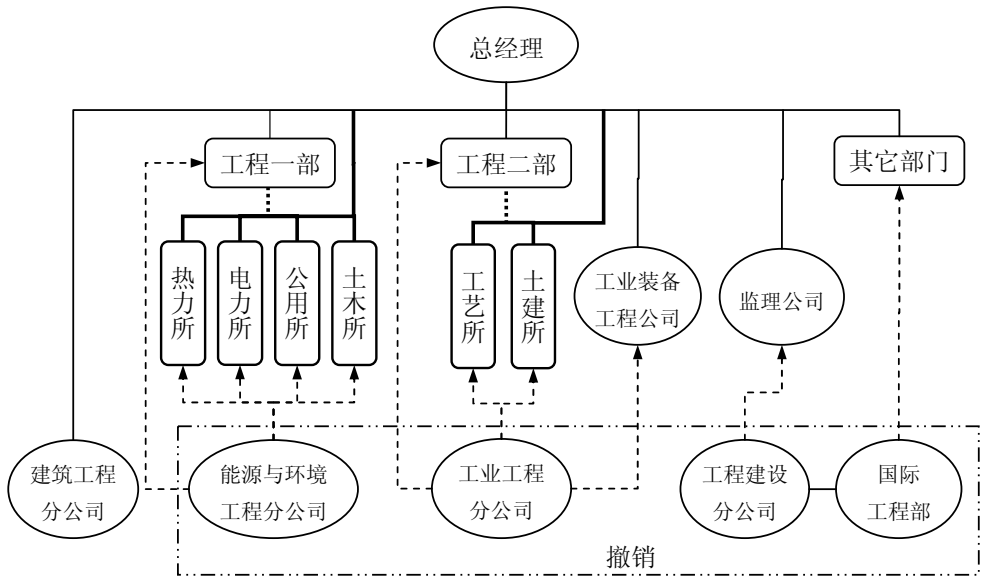 总经理
工程一部
工程二部
其它部门
热力所
电力所
公用所
土木所
工艺所
土建所
工业装备
工程公司
监理公司
建筑工程
分公司
能源与环境
工程分公司
工业工程
分公司
工程建设
分公司
国际
工程部
撤销